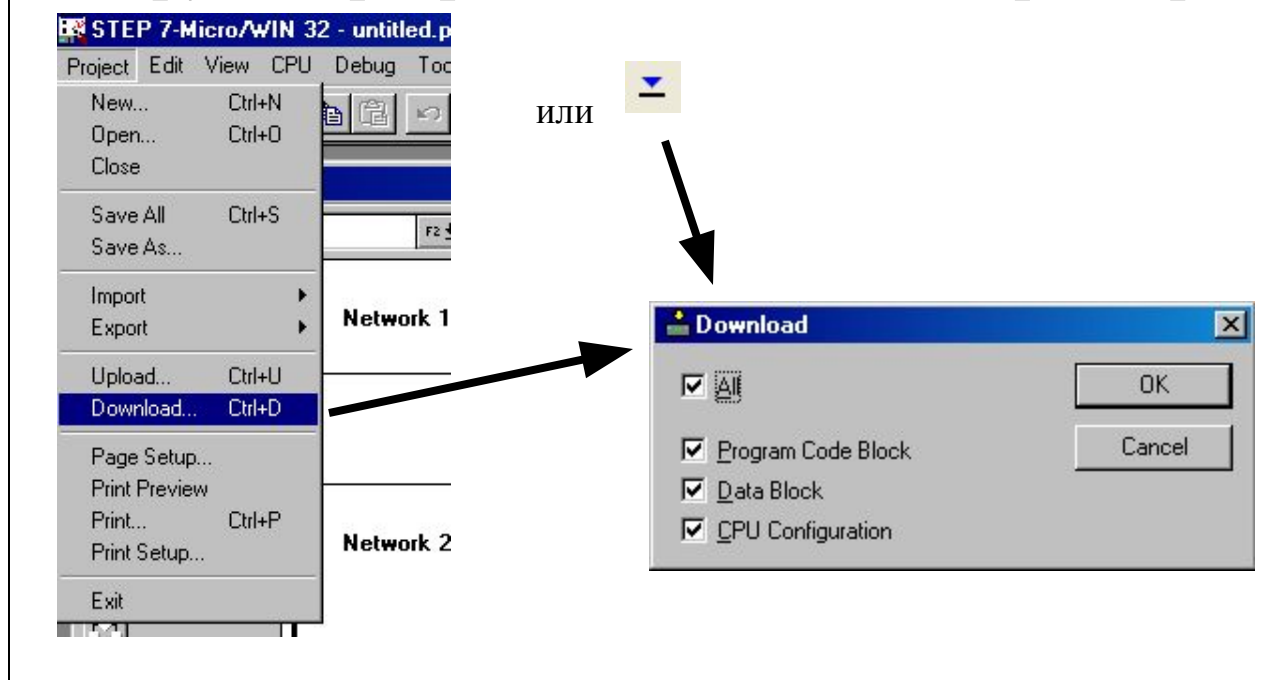 STEP 7-Micro/WIN 32 - untitled.p
Project Edit View CPU Debug Too
New... Ctrl+N
Open... Ctrl+O
Close
Save All Ctrl+S
Save As...
Import
Export
Upload... Ctrl+U
Download... Ctrl+D
Page Setup...
Print Preview
Print... Ctrl+P
Print Setup...
Exit
F2
Network 1
Network 2
или
Download
All
OK
Program Code Block
Cancel
Data Block
CPU Configuration